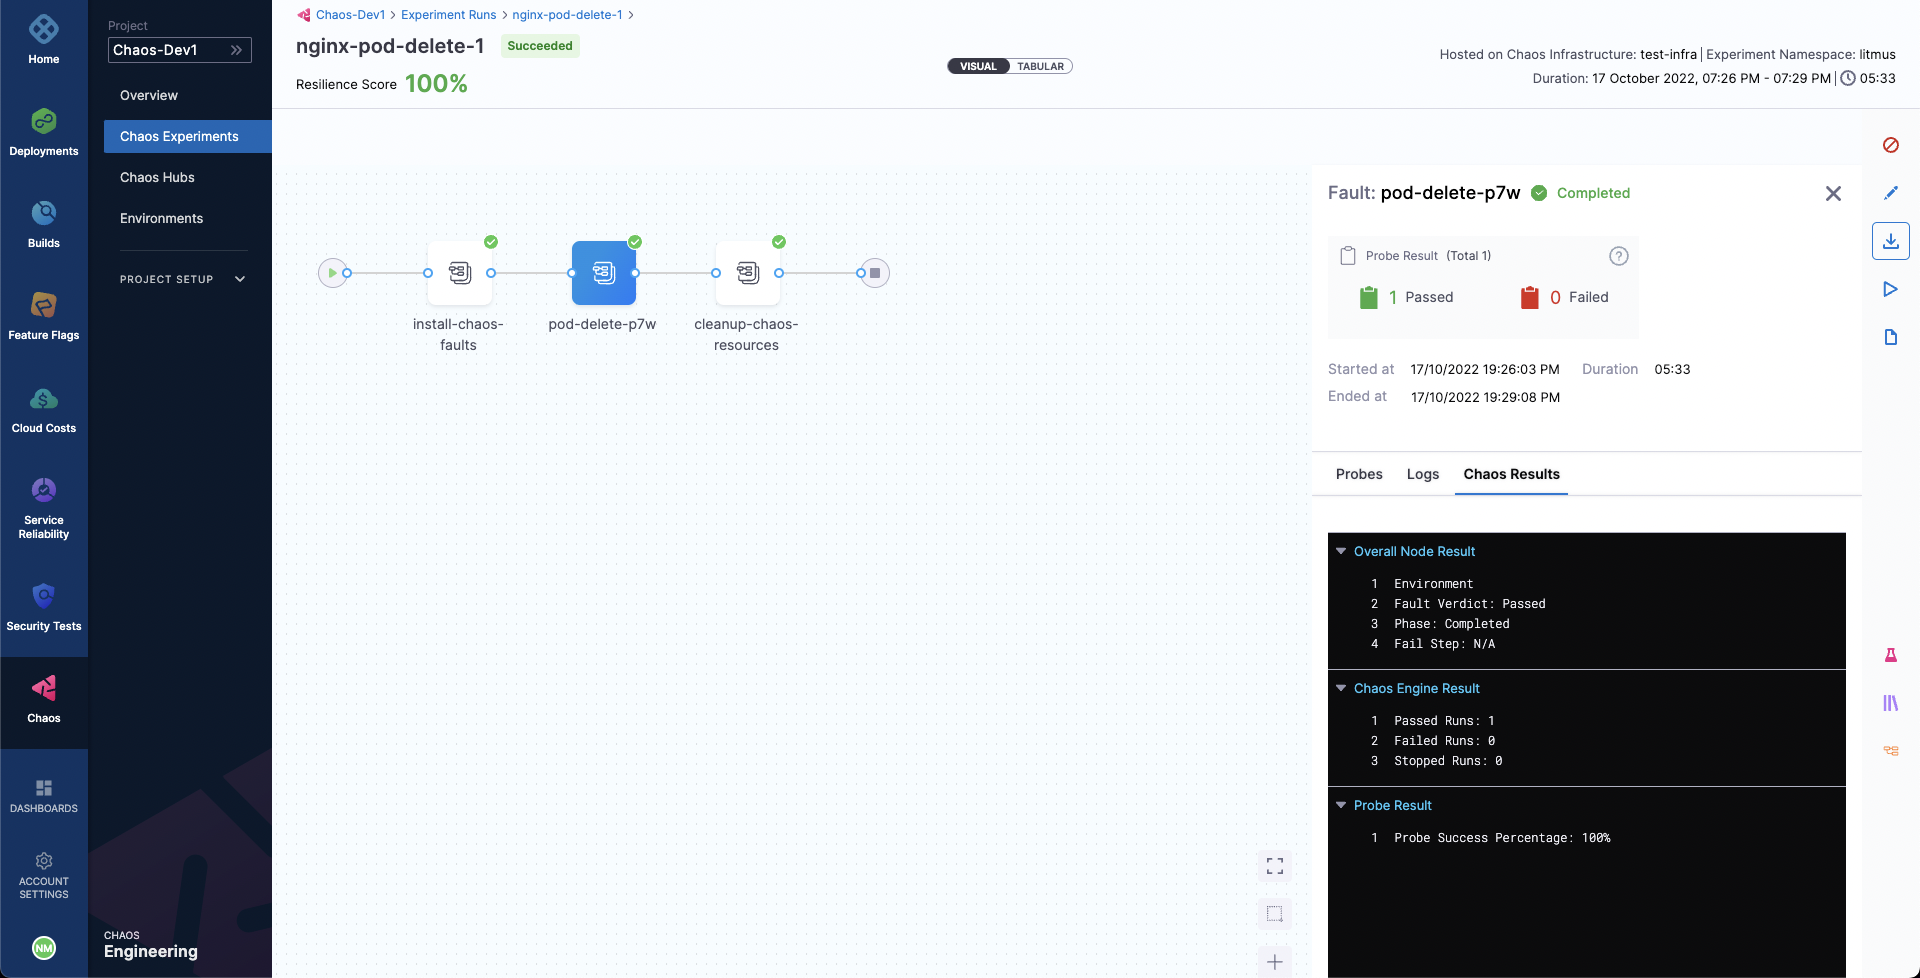 Home
Deployments
Builds
Feature Flags
Cloud Costs
Service
Reliability
Security Tests
Chaos
DASHBOARDS
ACCOUNT
SETTINGS
NM
Project
Chaos-Dev1
Overview
Chaos Experiments
Chaos Hubs
Environments
PROJECT SETUP
CHAOS
Engineering
Chaos-Dev1 > Experiment Runs > nginx-pod-delete-1 >
nginx-pod-delete-1 Succeeded
Resilience Score 100%
VISUAL TABULAR
Hosted on Chaos Infrastructure: test-infra | Experiment Namespace: litmus
Duration: 17 October 2022, 07:26 PM - 07:29 PM | 05:33
install-chaos-
faults
pod-delete-p7w
cleanup-chaos-
resources
Fault: pod-delete-p7w Completed
Probe Result (Total 1) ?
1 Passed 0 Failed
Started at 17/10/2022 19:26:03 PM Duration 05:33
Ended at 17/10/2022 19:29:08 PM
Probes Logs Chaos Results
Overall Node Result
1 Environment
2 Fault Verdict: Passed
3 Phase: Completed
4 Fail Step: N/A
Chaos Engine Result
1 Passed Runs: 1
2 Failed Runs: 0
3 Stopped Runs: 0
Probe Result
1 Probe Success Percentage: 100%